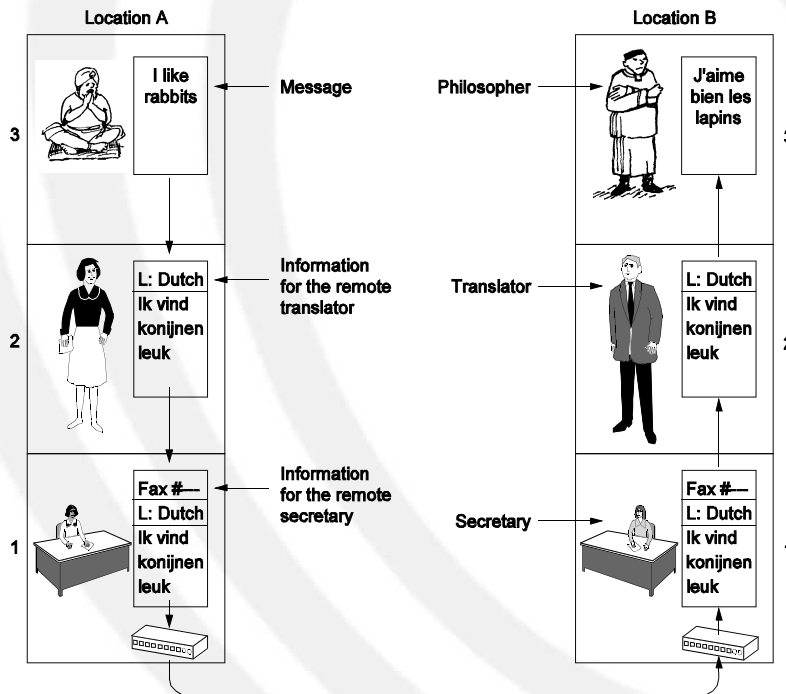 Location A
Location B
3
I like
rabbits
Message
Philosopher
J'aime
bien les
lapins
2
L: Dutch
Ik vind
konijnen
leuk
Information
for the remote
translator
Translator
L: Dutch
Ik vind
konijnen
leuk
1
Fax #---
L: Dutch
Ik vind
konijnen
leuk
Information
for the remote
secretary
Secretary
Fax #---
L: Dutch
Ik vind
konijnen
leuk